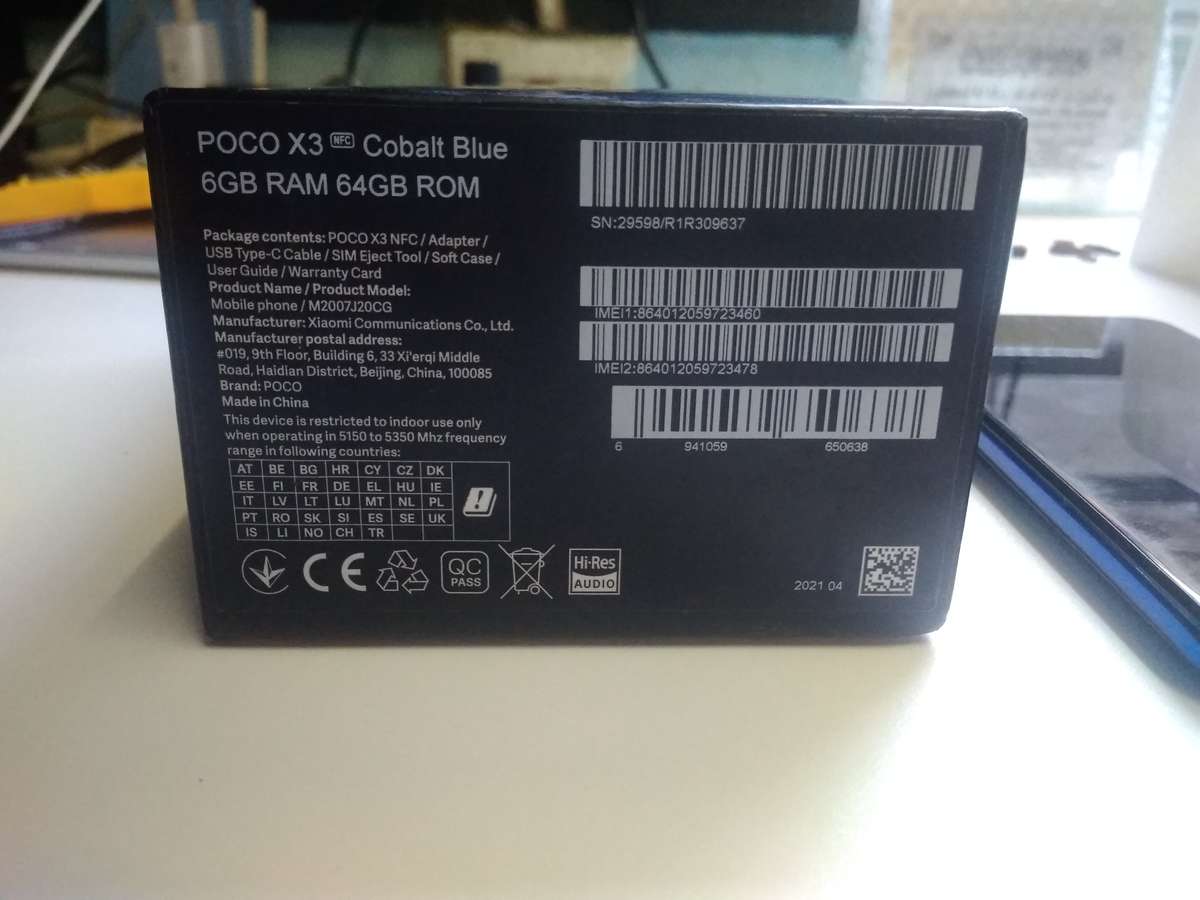 POCO X3 NFC Cobalt Blue
6GB RAM 64GB ROM
Package contents: POCO X3 NFC / Adapter /
USB Type-C Cable / SIM Eject Tool / Soft Case /
User Guide / Warranty Card
Product Name / Product Model:
Mobile phone / M2007J20CG
Manufacturer: Xiaomi Communications Co., Ltd.
Manufacturer postal address:
#019, 9th Floor, Building 6, 33 Xi'erqi Middle
Road, Haidian District, Beijing, China, 100085
Brand: POCO
Made in China
This device is restricted to indoor use only
when operating in 5150 to 5350 Mhz frequency
range in following countries:
AT BE BG HR CY CZ DK
EE FI FR DE EL HU IE
IT LV LT LU MT NL PL
PT RO SK SI ES SE UK
IS LI NO CH TR
CE
QC
PASS
Hi-Res
AUDIO
SN:29598/R1R309637
IMEI1:864012059723460
IMEI2:864012059723478
6 941059 650638
2021 04